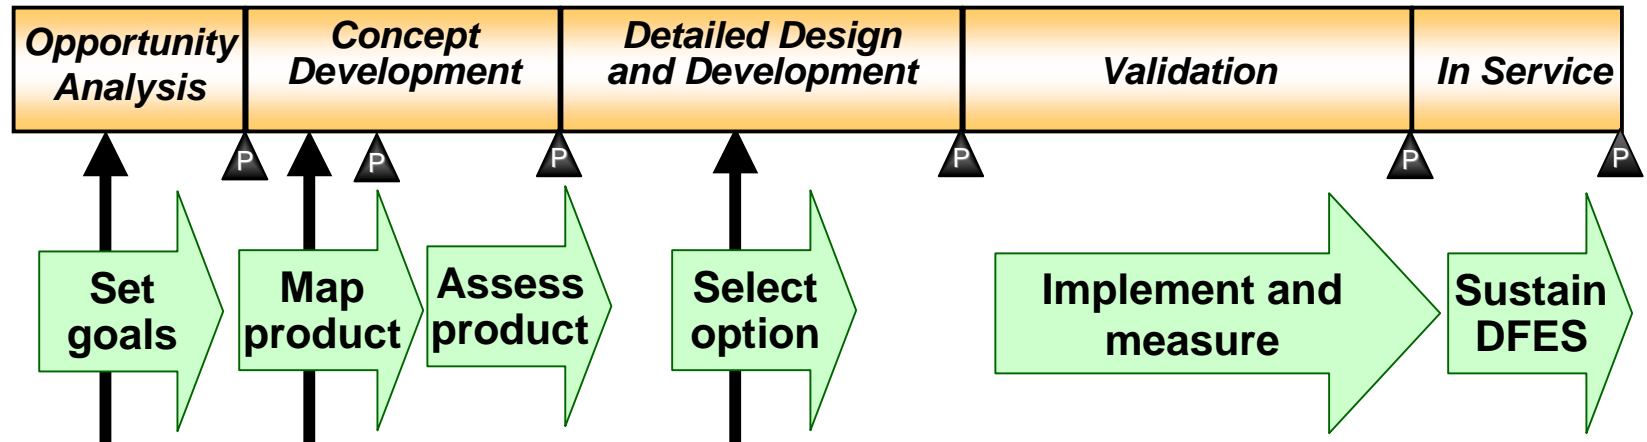 Opportunity
Analysis
Concept
Development
Detailed Design
and Development
Validation
In Service
P
P
P
P
P
P
Set
goals
Map
product
Assess
product
Select
option
Implement and
measure
Sustain
DFES